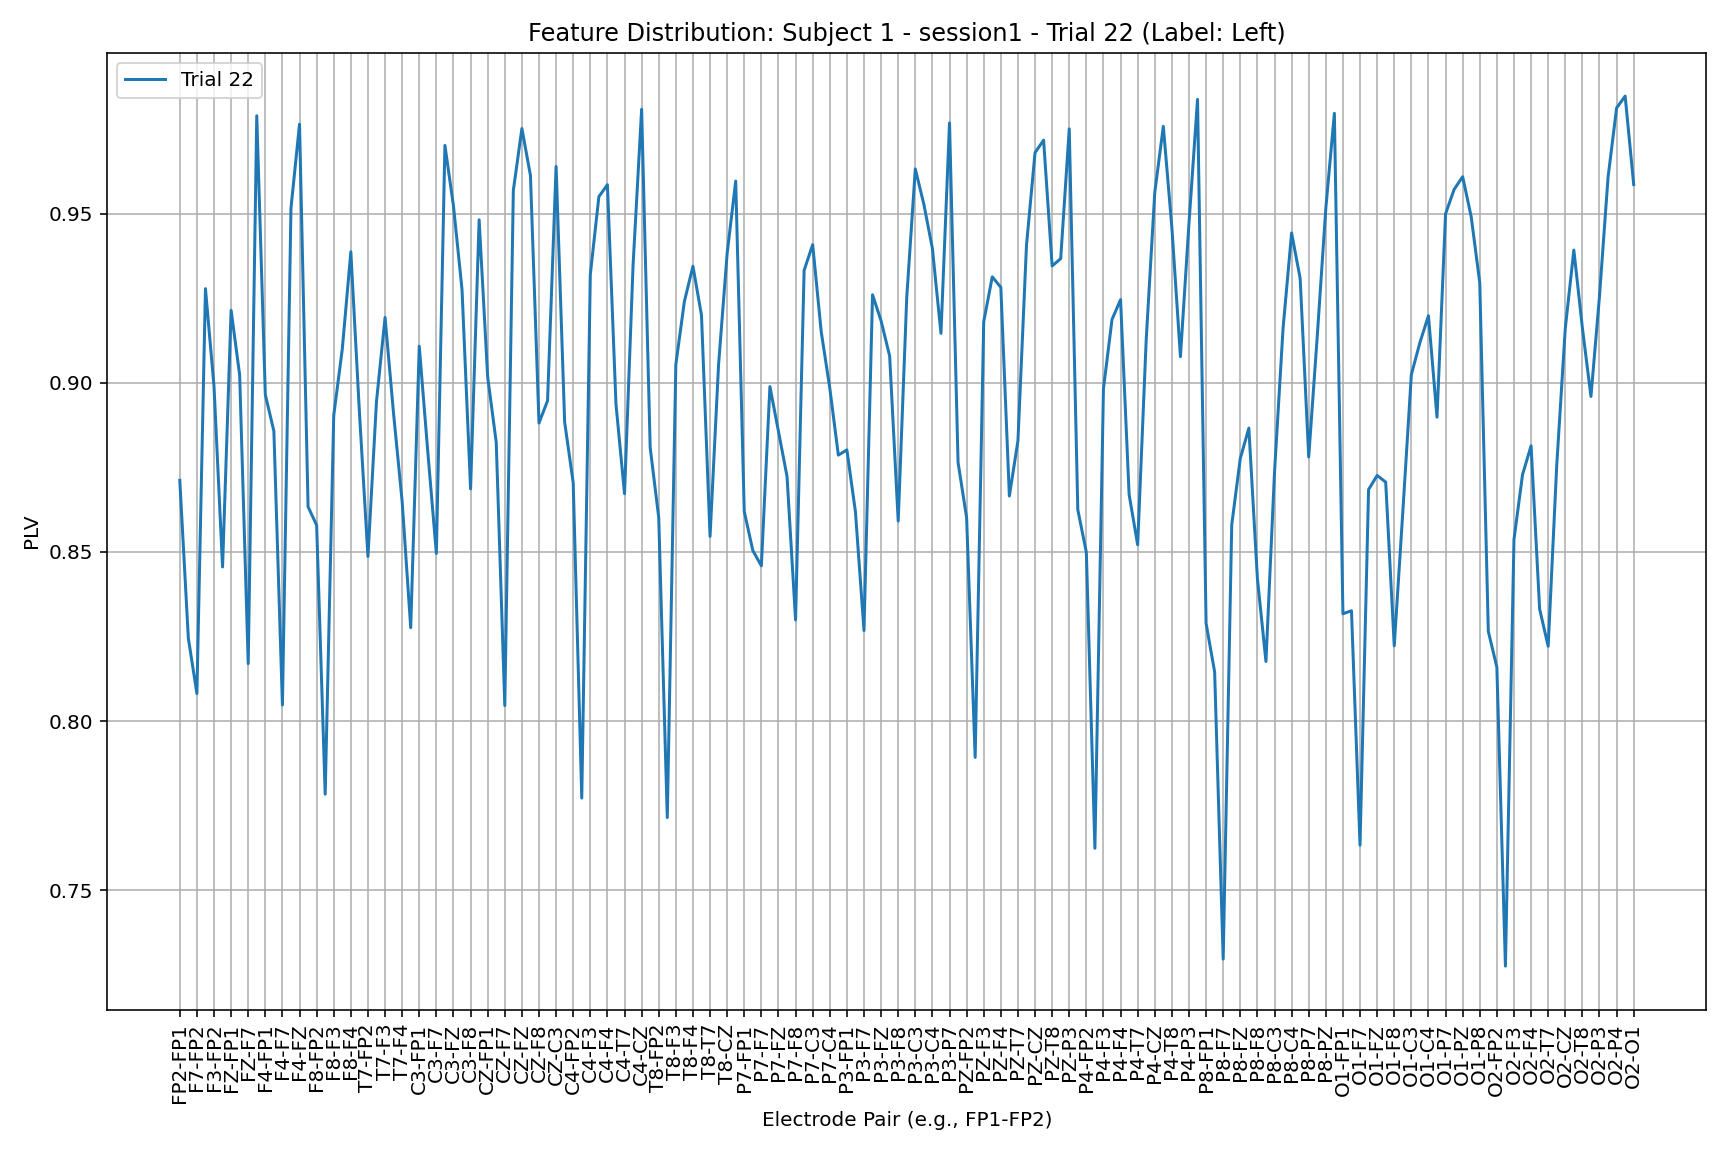 Feature Distribution: Subject 1 - session1 - Trial 22 (Label: Left)
Trial 22
PLV
0.95
0.90
0.85
0.80
0.75
FP2-FP1
F7-FP2
F3-FP2
FZ-FP1
FZ-F7
F4-FP1
F4-F7
F4-FZ
F8-FP2
F8-F3
F8-F4
T7-FP2
T7-F3
T7-F4
C3-FP1
C3-F7
C3-FZ
C3-F8
CZ-FP1
CZ-F7
CZ-FZ
CZ-F8
CZ-C3
C4-FP2
C4-F3
C4-F4
C4-T7
C4-CZ
T8-FP2
T8-F3
T8-F4
T8-T7
T8-CZ
P7-FP1
P7-F7
P7-FZ
P7-F8
P7-C3
P7-C4
P3-FP1
P3-F7
P3-FZ
P3-F8
P3-C3
P3-C4
P3-P7
PZ-FP2
PZ-F3
PZ-F4
PZ-T7
PZ-CZ
PZ-T8
PZ-P3
P4-FP2
P4-F3
P4-F4
P4-T7
P4-CZ
P4-T8
P4-P3
P8-FP1
P8-F7
P8-FZ
P8-F8
P8-C3
P8-C4
P8-P7
P8-PZ
O1-FP1
O1-F7
O1-FZ
O1-F8
O1-C3
O1-C4
O1-P7
O1-PZ
O1-P8
O2-FP2
O2-F3
O2-F4
O2-T7
O2-CZ
O2-T8
O2-P3
O2-P4
O2-O1
Electrode Pair (e.g., FP1-FP2)